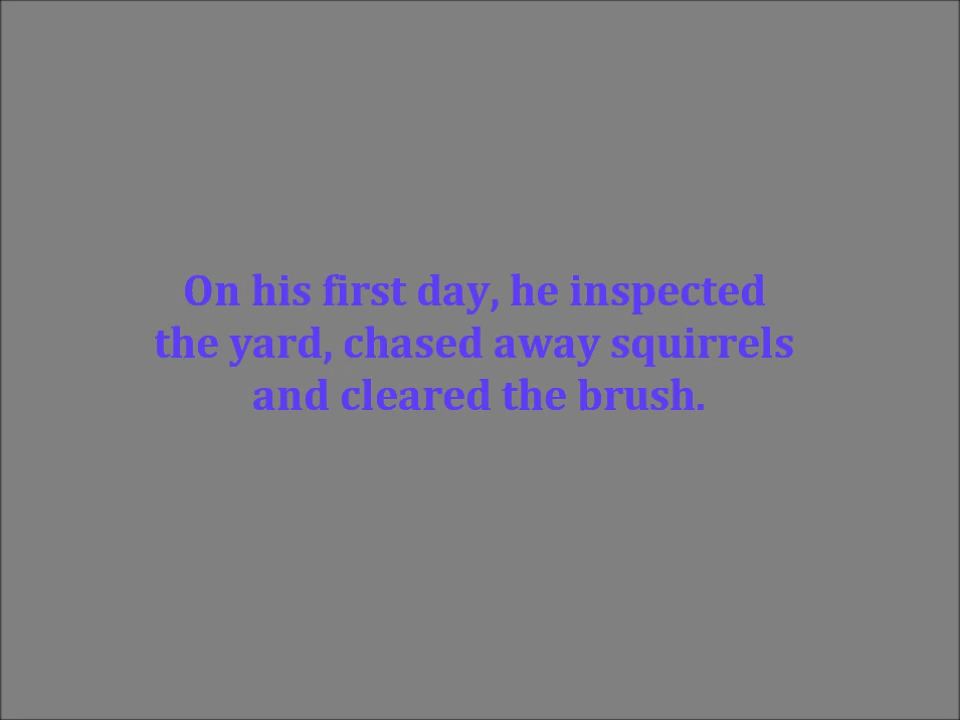 On his first day, he inspected
the yard, chased away squirrels
and cleared the brush.